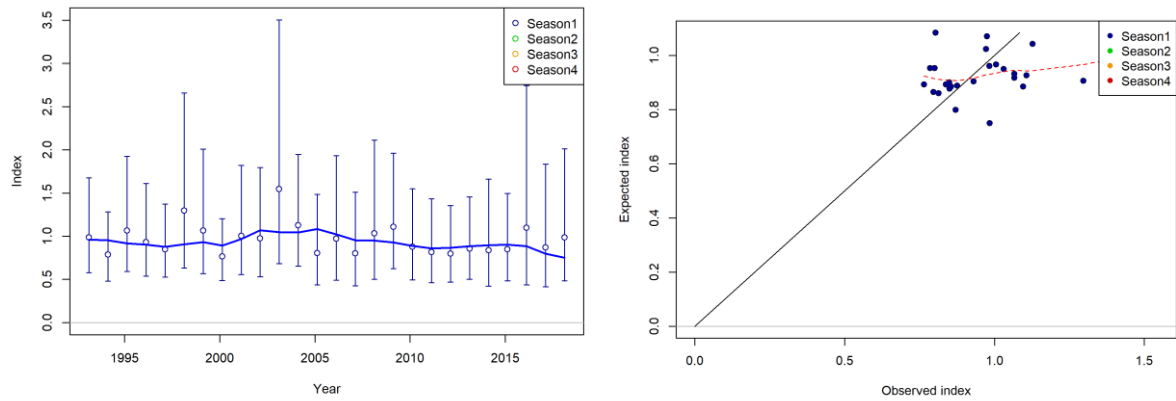 3.5
3.0
2.5
2.0
1.5
1.0
0.5
0.0
Index
1995 2000 2005 2010 2015
Year
Season1
Season2
Season3
Season4
1.0
0.8
0.6
0.4
0.2
0.0
Expected index
0.0 0.5 1.0 1.5
Observed index
Season1
Season2
Season3
Season4